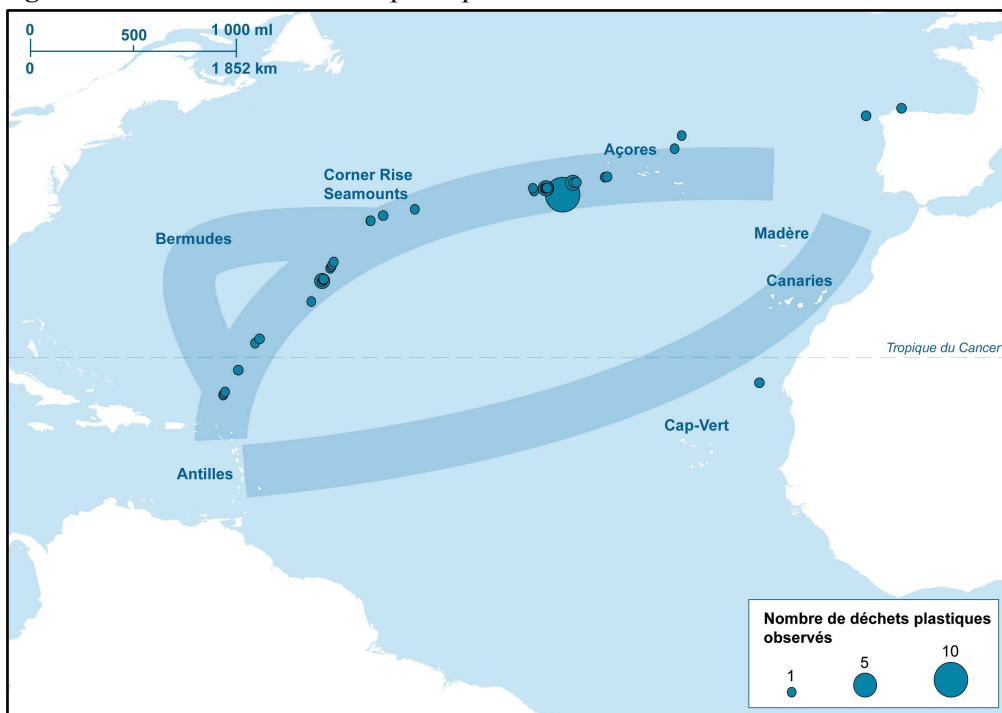 0 500 1 000 ml
0 1 852 km
Açores
Corner Rise
Seamounts
Bermudes
Madère
Canaries
Tropique du Cancer
Cap-Vert
Antilles
Nombre de déchets plastiques
observés
1 5 10